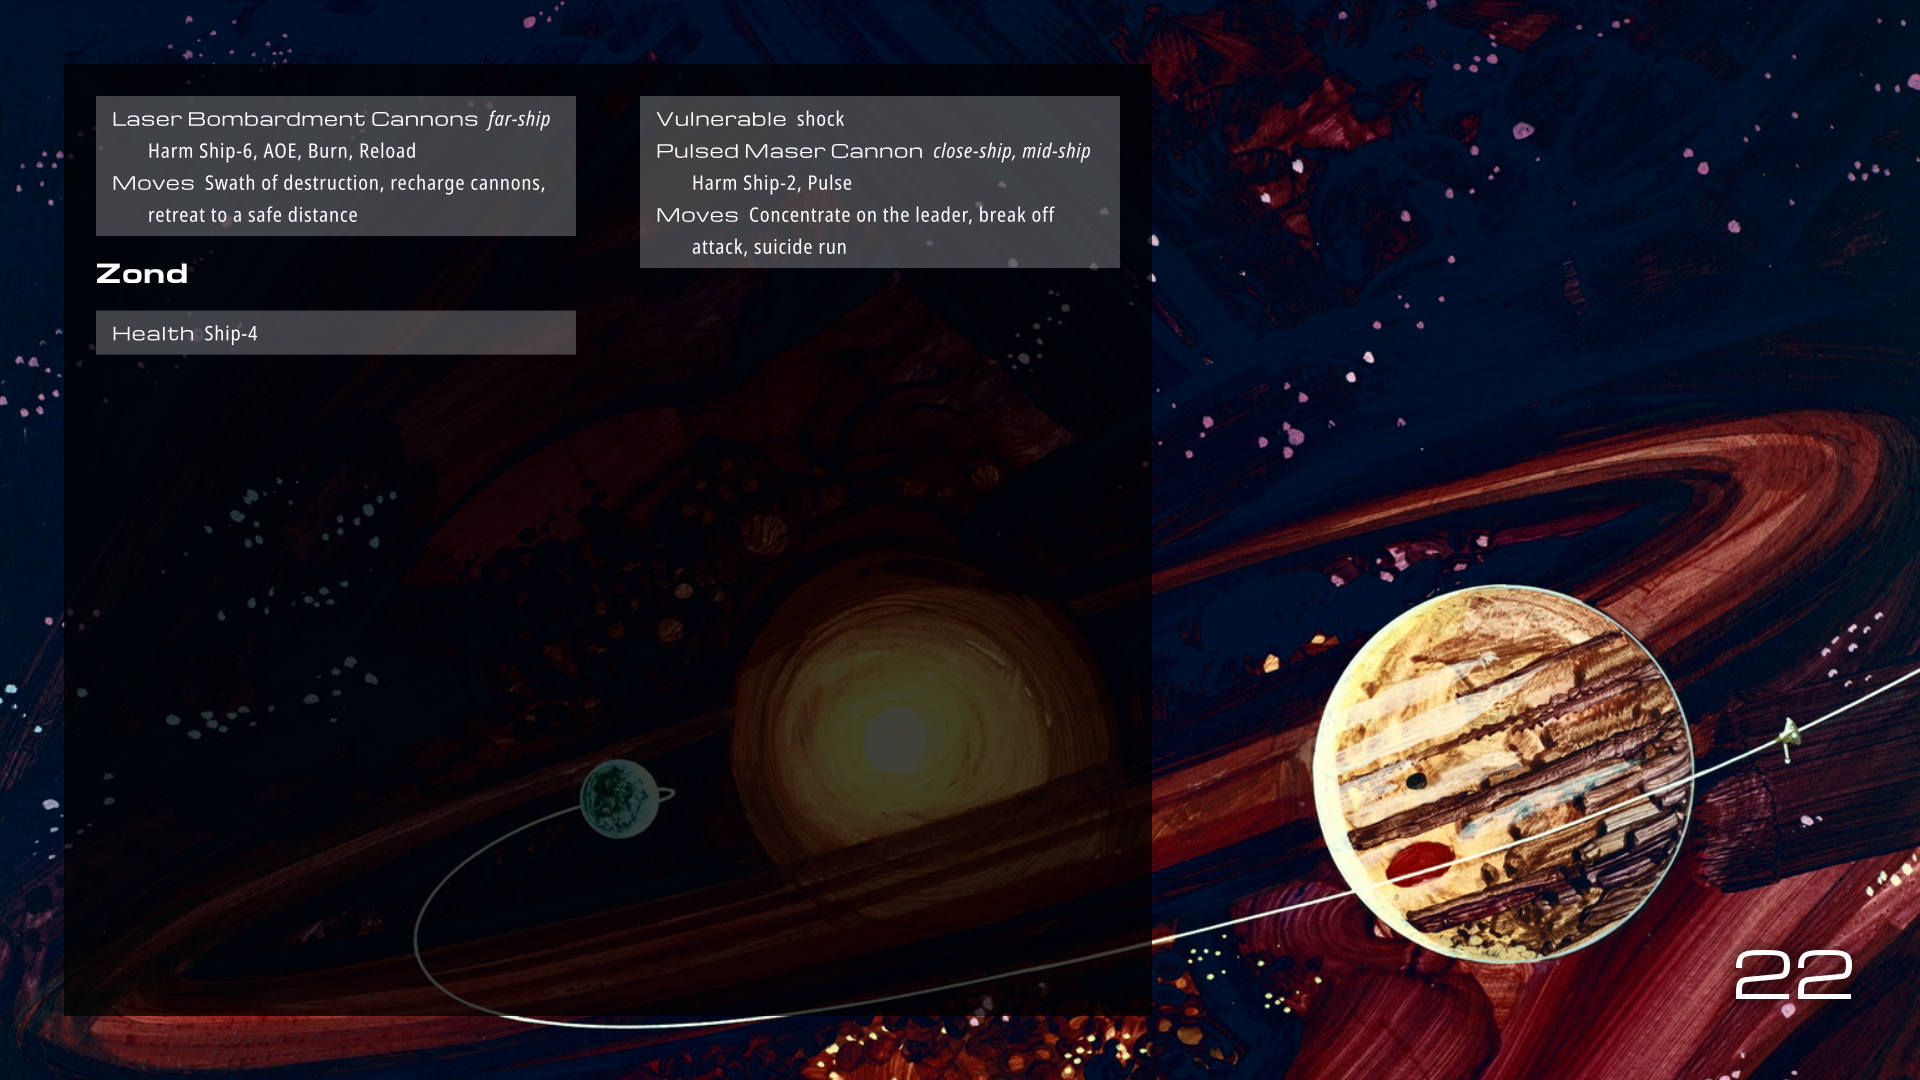 Laser Bombardment Cannons far-ship
Harm Ship-6, AOE, Burn, Reload
Moves Swath of destruction, recharge cannons,
retreat to a safe distance
Zond
Health Ship-4
Vulnerable shock
Pulsed Maser Cannon close-ship, mid-ship
Harm Ship-2, Pulse
Moves Concentrate on the leader, break off
attack, suicide run
22